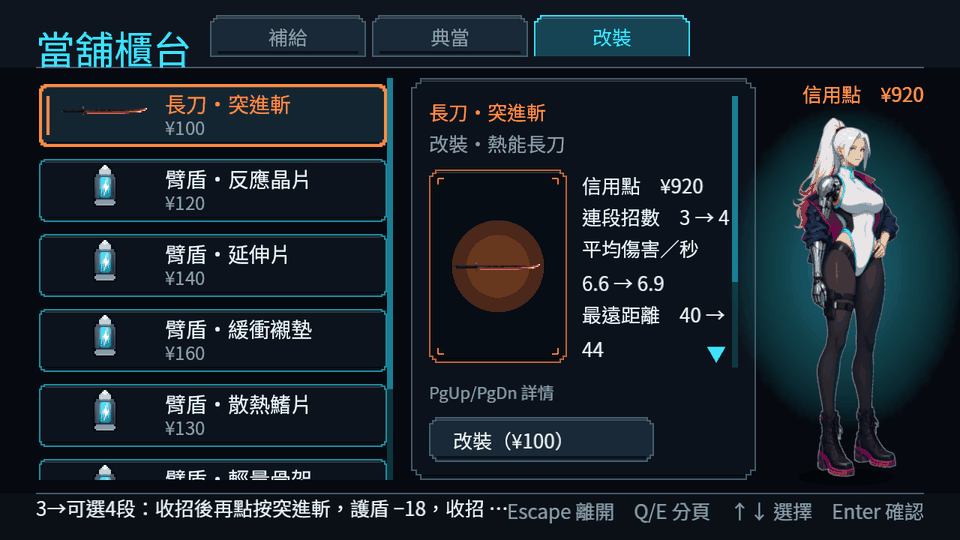 當舖櫃台
補給
典當
改裝
信用點 ¥920
長刀・突進斬
¥100
臂盾・反應晶片
¥120
臂盾・延伸片
¥140
臂盾・緩衝襯墊
¥160
臂盾・散熱鰭片
¥130
臂盾・輕量骨架
長刀・突進斬
改裝・熱能長刀
信用點 ¥920
連段招數 3→4
平均傷害／秒
6.6→6.9
最遠距離 40→
44
PgUp/PgDn 詳情
改裝（¥100）
3→可選4段：收招後再點按突進斬，護盾 −18，收招 …
Escape 離開 Q/E 分頁 ↑↓ 選擇 Enter 確認